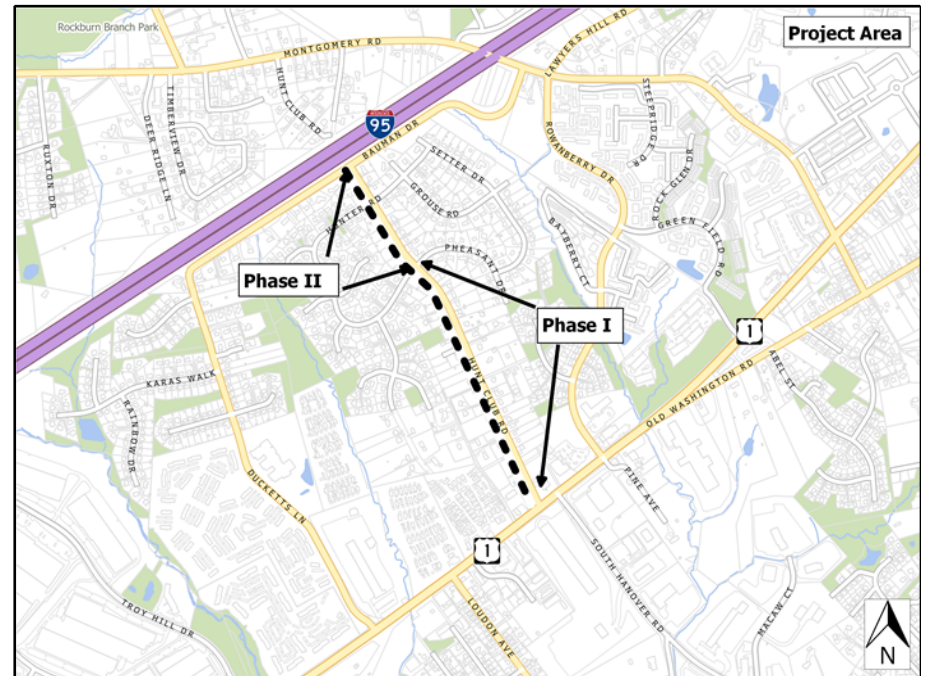 Rockburn Branch Park
Project Area
MONTGOMERY RD
LAWYERS HILL RD
HUNT CLUB RD
TIMBERVIEW DR
DEER RIDGE LN
RUXTON DR
INTERSTATE
95
BAUMAN DR
STEEPRIDGE DR
ROWANBERRY DR
ROCK GLEN DR
SETTER DR
GROUSE RD
HUNTER RD
GREEN FIELD RD
BAYBERRY CT
PHEASANT DR
Phase II
Phase I
1
ABEL ST
OLD WASHINGTON RD
KARAS WALK
RAINBOW DR
HUNT CLUB RD
DUCKETTS LN
PINE AVE
1
SOUTH HANOVER RD
MACAW CT
TROY HILL DR
LOUDON AVE
N